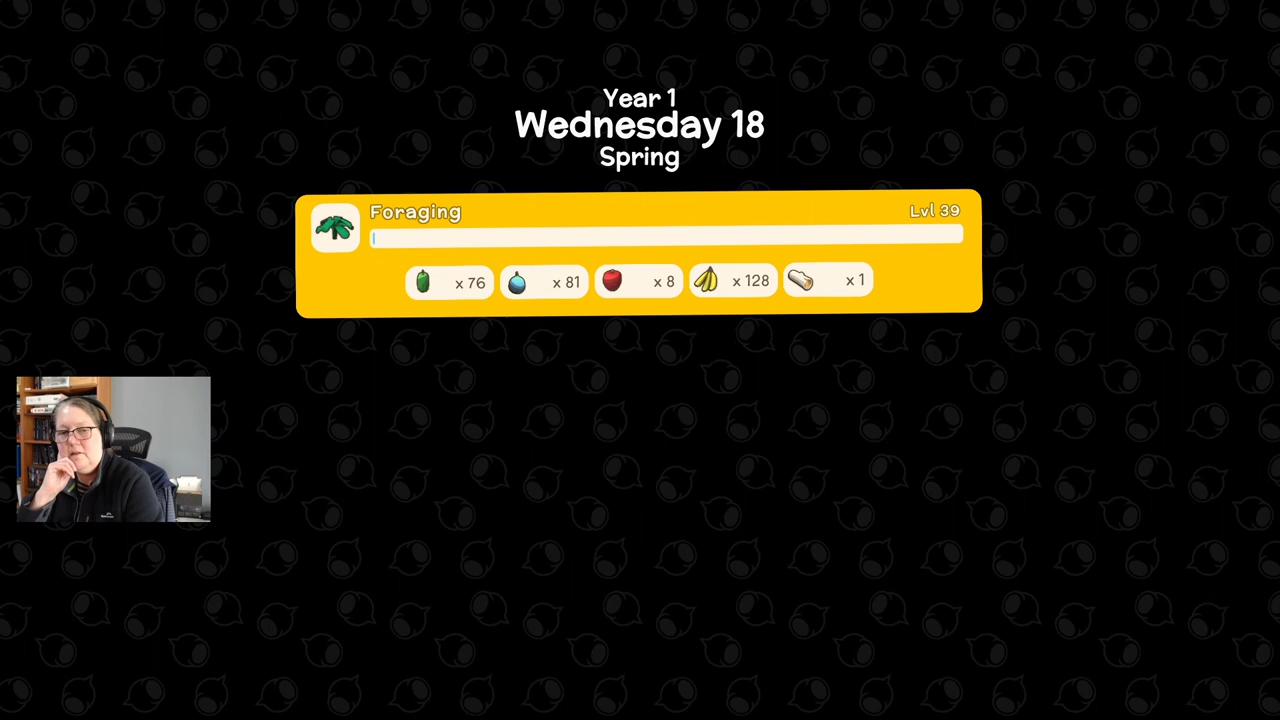 Year 1
Wednesday 18
Spring
Foraging
Lvl 39
x 76
x 81
x 8
x 128
x 1